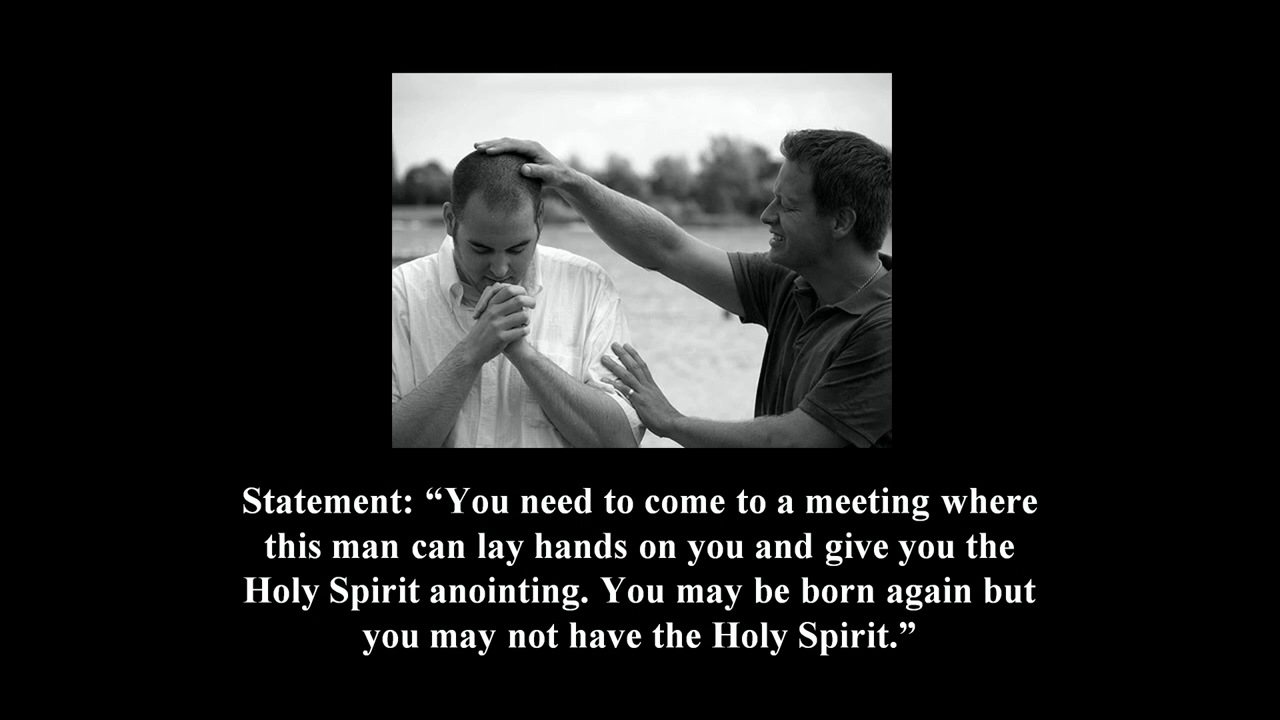 Statement: “You need to come to a meeting where
this man can lay hands on you and give you the
Holy Spirit anointing. You may be born again but
you may not have the Holy Spirit.”